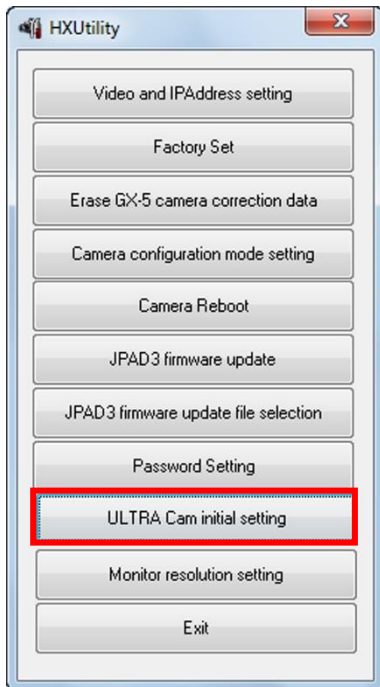 HXUtility
Video and IPAddress setting
Factory Set
Erase GX-5 camera correction data
Camera configuration mode setting
Camera Reboot
JPAD3 firmware update
JPAD3 firmware update file selection
Password Setting
ULTRA Cam initial setting
Monitor resolution setting
Exit